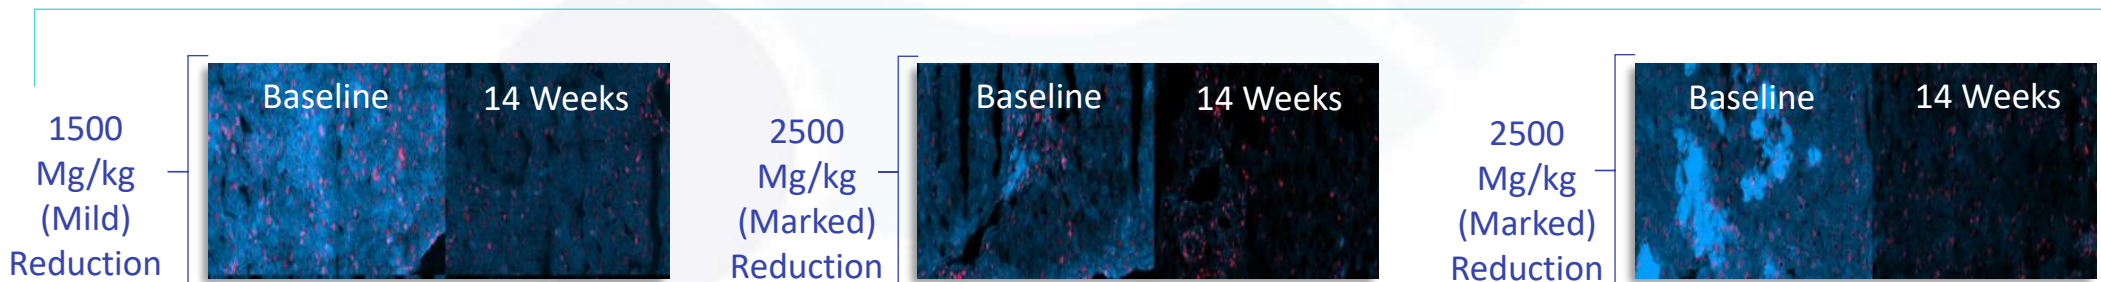 1500
Mg/kg
(Mild)
Reduction
Baseline
14 Weeks
2500
Mg/kg
(Marked)
Reduction
Baseline
14 Weeks
2500
Mg/kg
(Marked)
Reduction
Baseline
14 Weeks